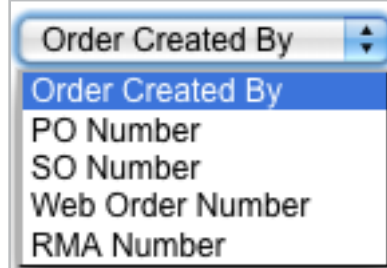 Order Created By
Order Created By
PO Number
SO Number
Web Order Number
RMA Number